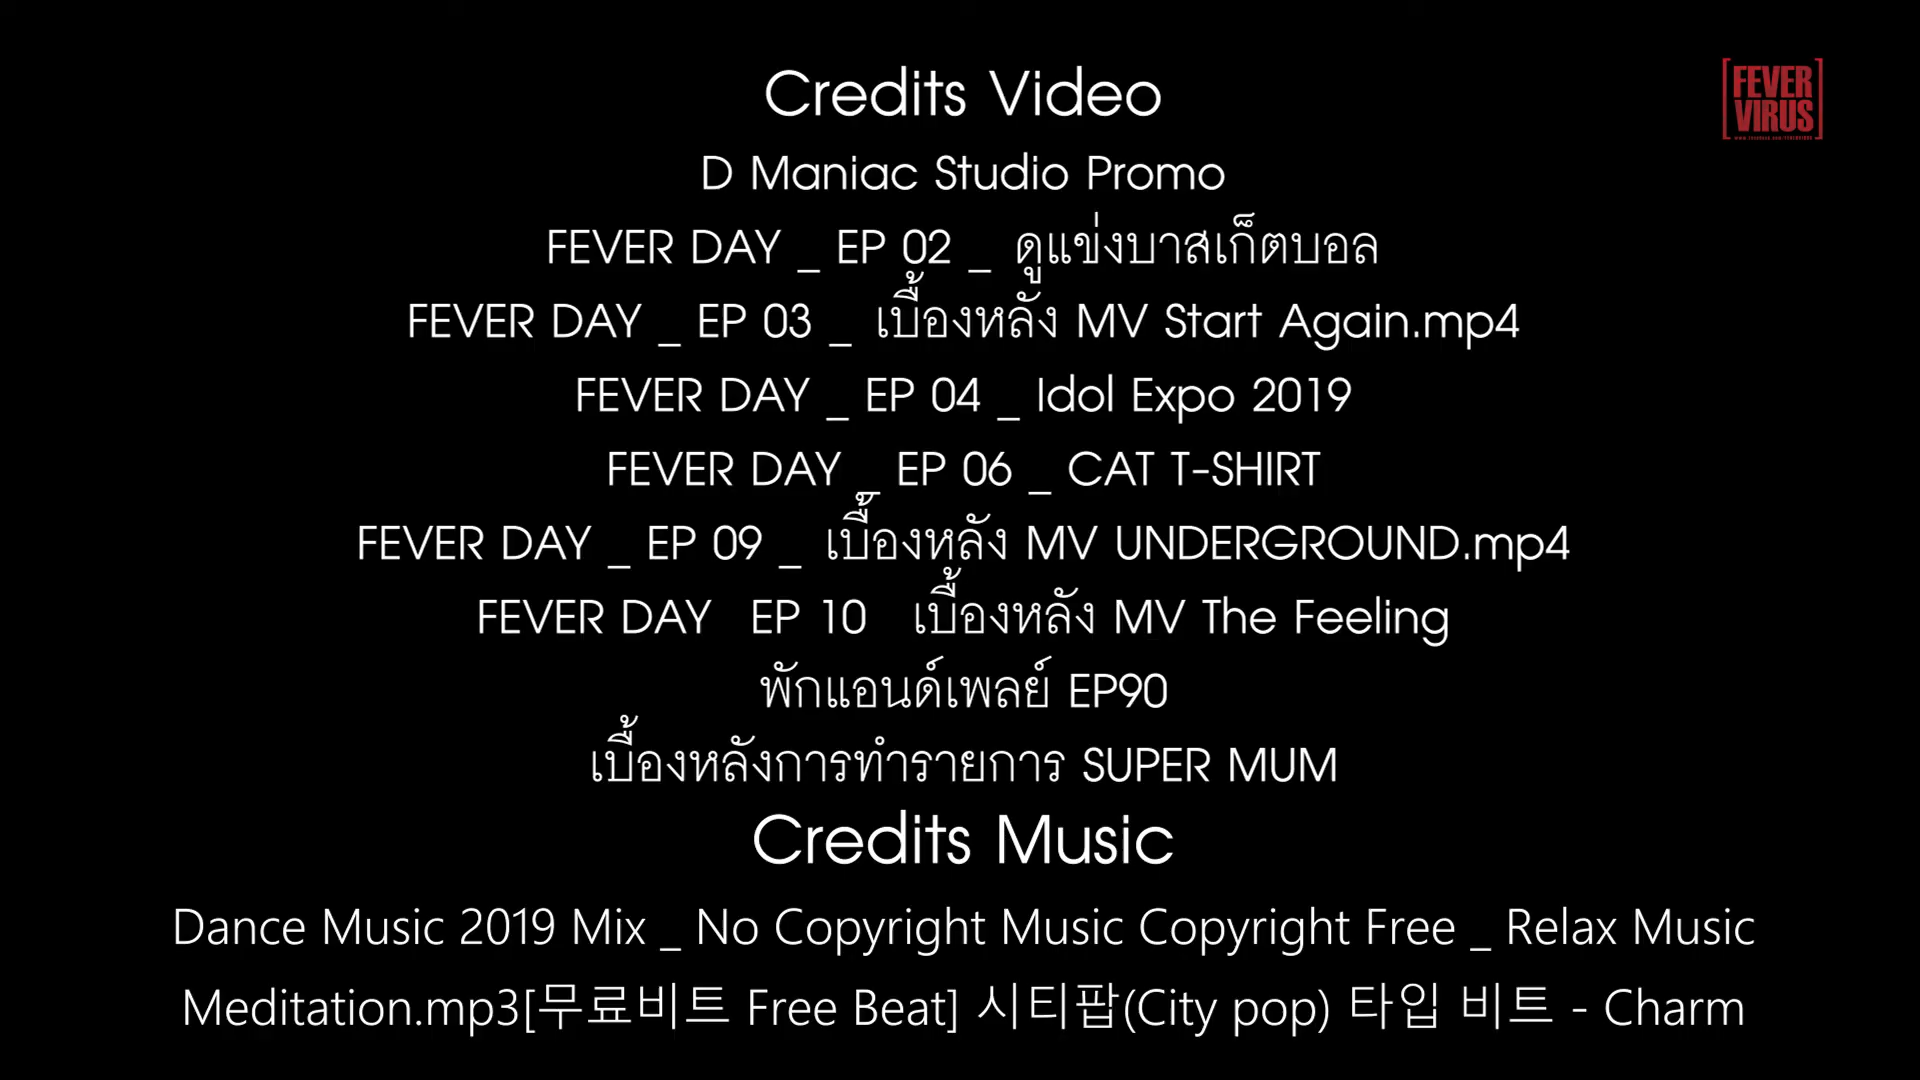 Credits Video
FEVER
VIRUS
D Maniac Studio Promo
FEVER DAY _ EP 02 _ ดูแข่งบาสเก็ตบอล
FEVER DAY _ EP 03 _ เบื้องหลัง MV Start Again.mp4
FEVER DAY _ EP 04 _ Idol Expo 2019
FEVER DAY _ EP 06 _ CAT T-SHIRT
FEVER DAY _ EP 09 _ เบื้องหลัง MV UNDERGROUND.mp4
FEVER DAY EP 10 เบื้องหลัง MV The Feeling
พักแอนด์เพลย์ EP90
เบื้องหลังการทำรายการ SUPER MUM
Credits Music
Dance Music 2019 Mix _ No Copyright Music Copyright Free _ Relax Music
Meditation.mp3[무료비트 Free Beat] 시티팝(City pop) 타입 비트 - Charm